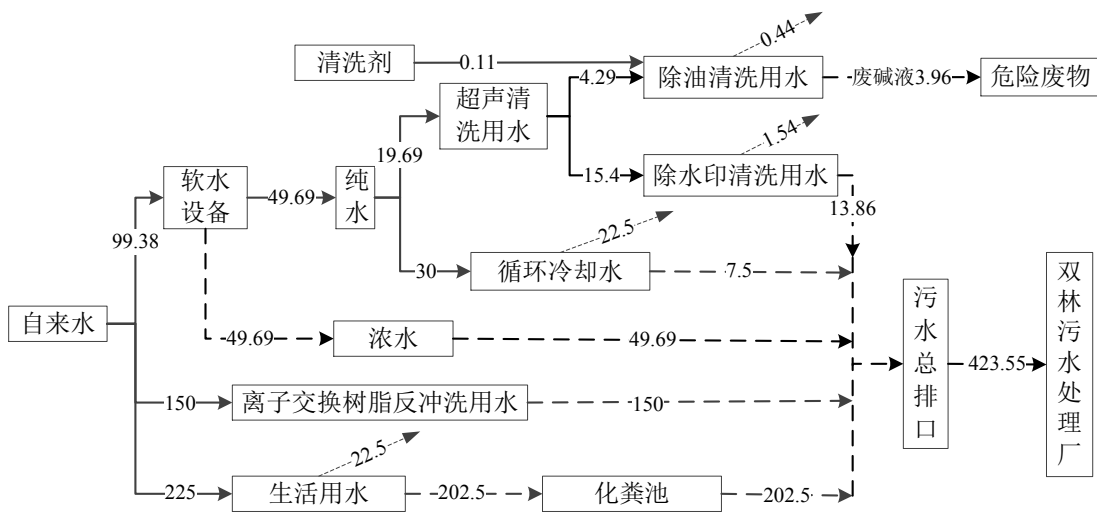 0.44
清洗剂
0.11
除油清洗用水
废碱液3.96
危险废物
4.29
超声清
洗用水
1.54
19.69
15.4
除水印清洗用水
软水
设备
49.69
纯
水
13.86
99.38
22.5
30
循环冷却水
7.5
自来水
49.69
浓水
49.69
污
水
总
排
口
423.55
双
林
污
水
处
理
厂
150
离子交换树脂反冲洗用水
150
22.5
225
生活用水
202.5
化粪池
202.5